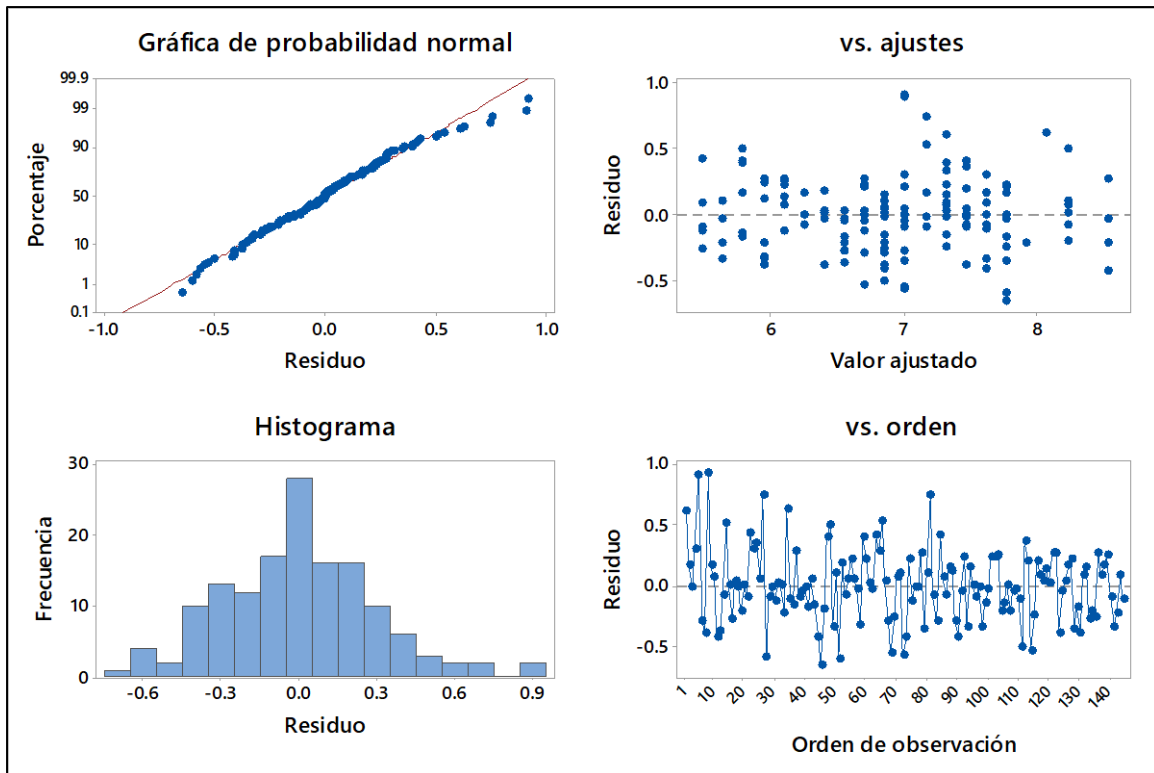 Gráfica de probabilidad normal
99.9
99
90
50
10
1
0.1
Porcentaje
-1.0 -0.5 0.0 0.5 1.0
Residuo
vs. ajustes
1.0
0.5
0.0
-0.5
Residuo
6 7 8
Valor ajustado
Histograma
30
20
10
0
Frecuencia
-0.6 -0.3 0.0 0.3 0.6 0.9
Residuo
vs. orden
1.0
0.5
0.0
-0.5
Residuo
1 10 20 30 40 50 60 70 80 90 100 110 120 130 140
Orden de observación